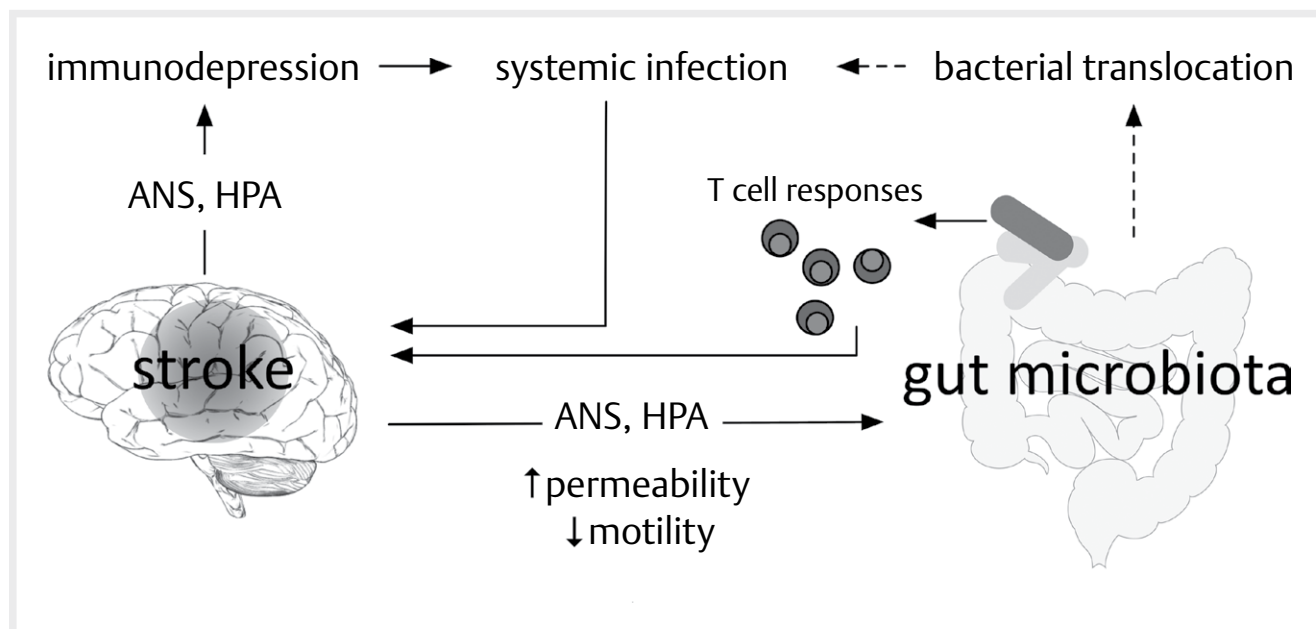 immunodepression
systemic infection
bacterial translocation
ANS, HPA
T cell responses
stroke
gut microbiota
ANS, HPA
↑permeability
↓motility